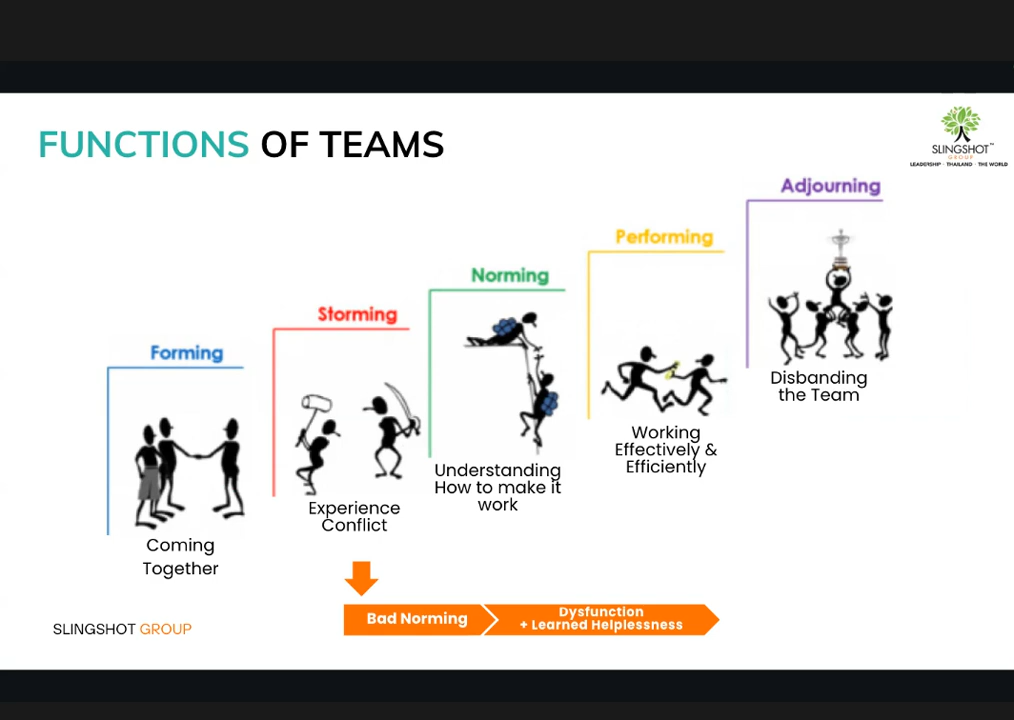 FUNCTIONS OF TEAMS
SLINGSHOT™
GROUP
LEADERSHIP · THAILAND · THE WORLD
Adjourning
Performing
Norming
Storming
Forming
Coming
Together
Experience
Conflict
Understanding
How to make it
work
Working
Effectively &
Efficiently
Disbanding
the Team
Bad Norming
Dysfunction
+ Learned Helplessness
SLINGSHOT GROUP